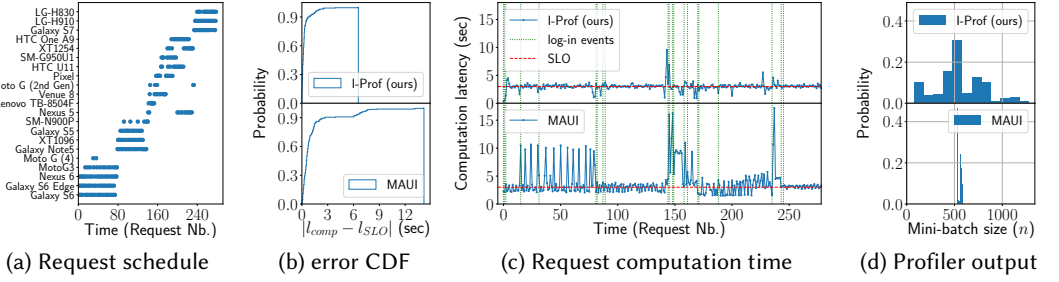 LG-H830
LG-H910
Galaxy S7
HTC One A9
XT1254
SM-G950U1
HTC U11
Pixel
oto G (2nd Gen)
Venue 8
enovo TB-8504F
Nexus 5
SM-N900P
Galaxy S5
XT1096
Galaxy Note5
Moto G (4)
MotoG3
Nexus 6
Galaxy S6 Edge
Galaxy S6
0 80 160 240
Time (Request Nb.)
(a) Request schedule
Probability
0.9
0.6
0.3
0.0
I-Prof (ours)
0.9
0.6
0.3
0.0
MAUI
0 3 6 9 12
|l_comp − l_SLO| (sec)
(b) error CDF
Computation latency (sec)
15
10
5
0
I-Prof (ours)
log-in events
SLO
15
10
5
0
MAUI
0 50 100 150 200 250
Time (Request Nb.)
(c) Request computation time
Probability
0.4
0.2
0.0
I-Prof (ours)
0.4
0.2
0.0
MAUI
0 500 1000
Mini-batch size (n)
(d) Profiler output